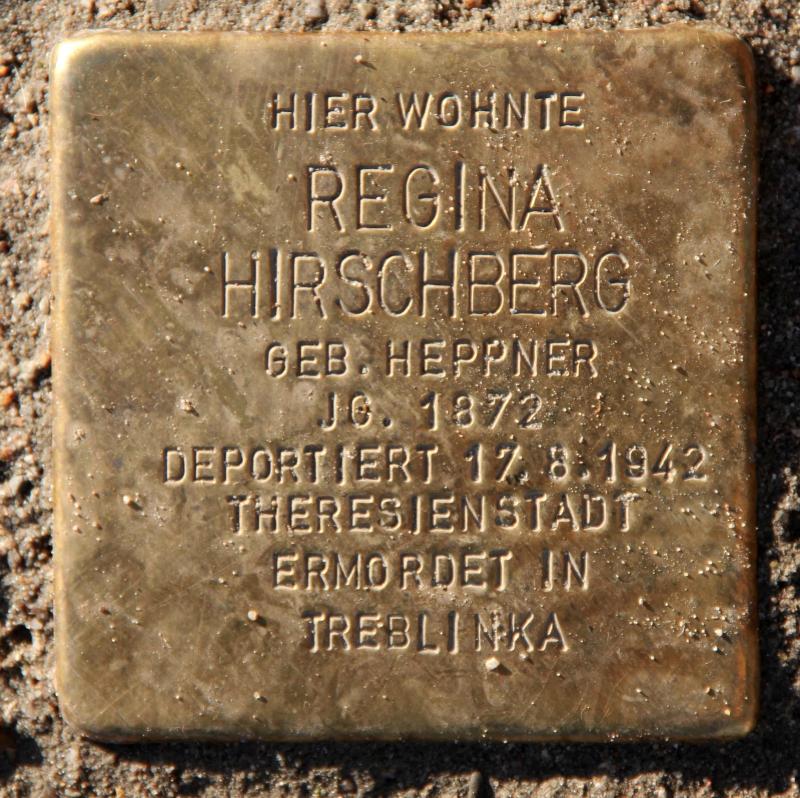 HIER WOHNTE
REGINA
HIRSCHBERG
GEB. HEPPNER
JG. 1872
DEPORTIERT 17.8.1942
THERESIENSTADT
ERMORDET IN
TREBLINKA